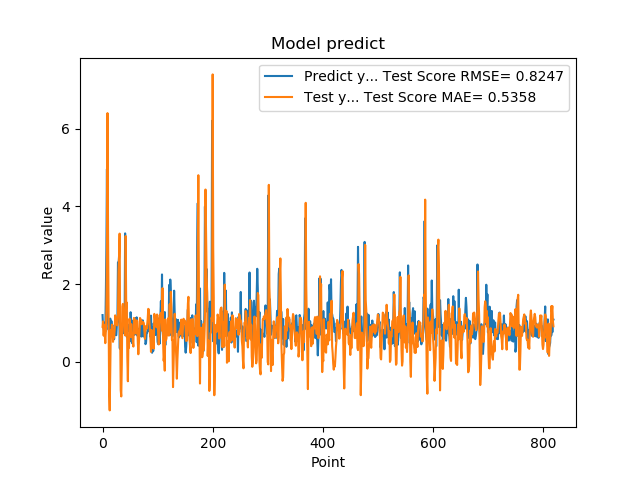 Model predict
Predict y... Test Score RMSE= 0.8247
Test y... Test Score MAE= 0.5358
Real value
6
4
2
0
0 200 400 600 800
Point